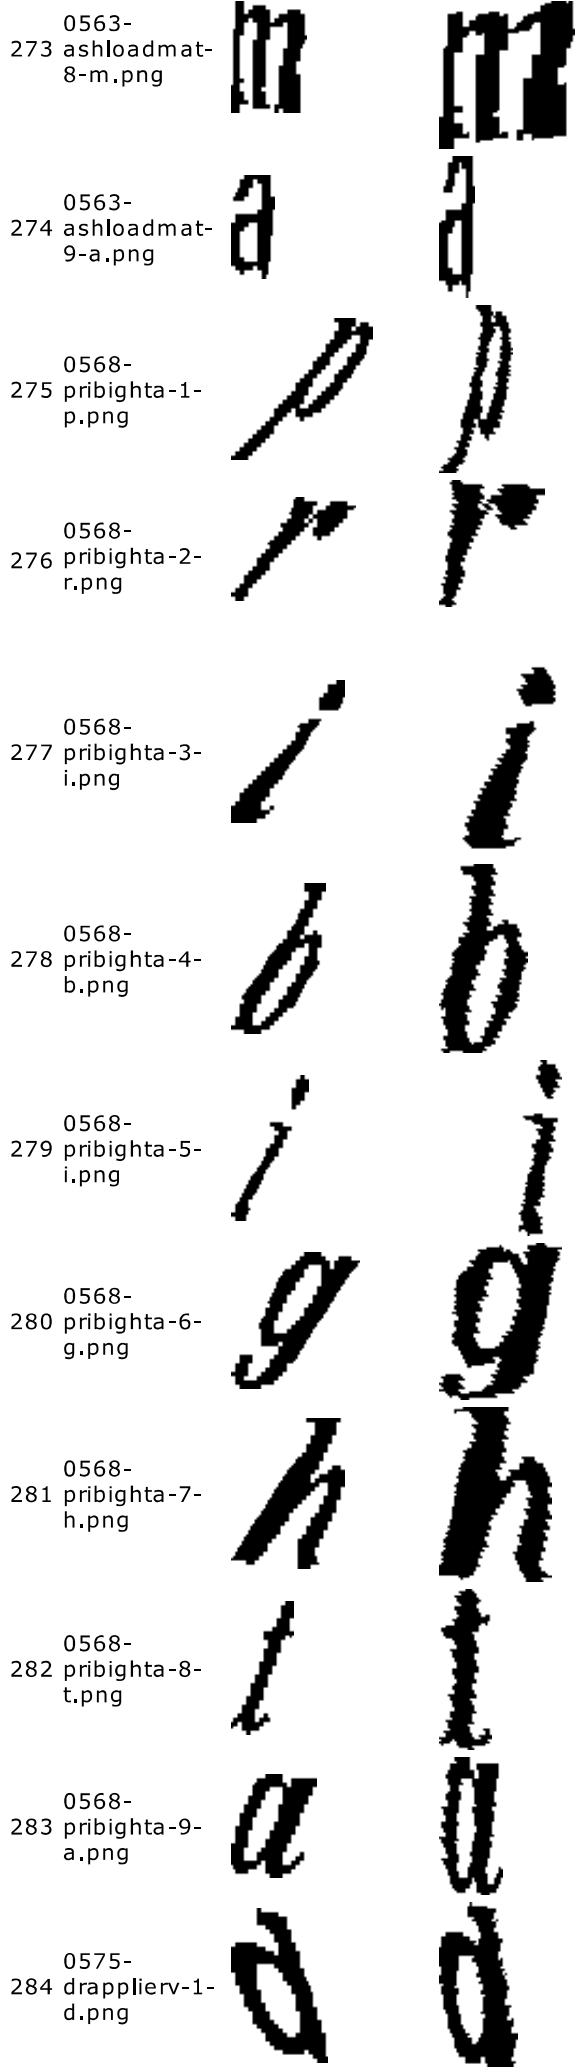 0563-
273 ashloadmat- m m
8-m.png
0563-
274 ashloadmat- a a
9-a.png
0568-
275 pribighta-1- p p
p.png
0568-
276 pribighta-2- r r
r.png
0568-
277 pribighta-3- i i
i.png
0568-
278 pribighta-4- b b
b.png
0568-
279 pribighta-5- i i
i.png
0568-
280 pribighta-6- g g
g.png
0568-
281 pribighta-7- h h
h.png
0568-
282 pribighta-8- t t
t.png
0568-
283 pribighta-9- a a
a.png
0575-
284 drapplierv-1- d d
d.png